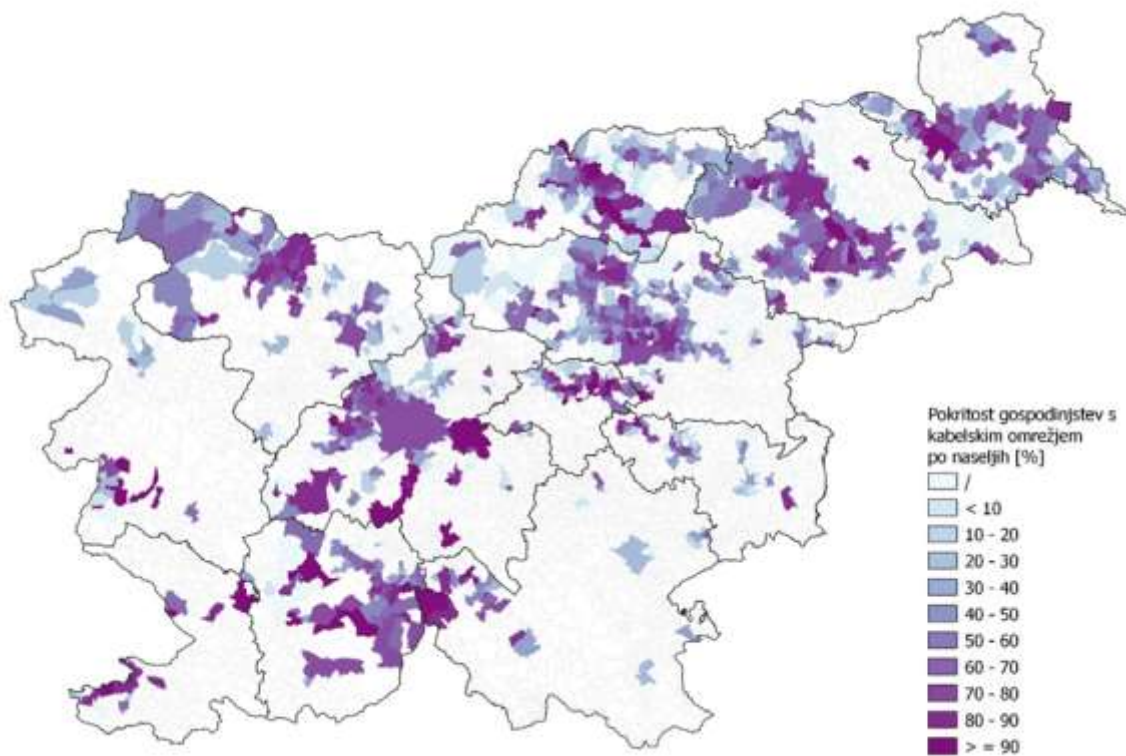 Pokritost gospodinjstev s
kabelskim omrežjem
po naseljih [%]
/
< 10
10 - 20
20 - 30
30 - 40
40 - 50
50 - 60
60 - 70
70 - 80
80 - 90
> = 90